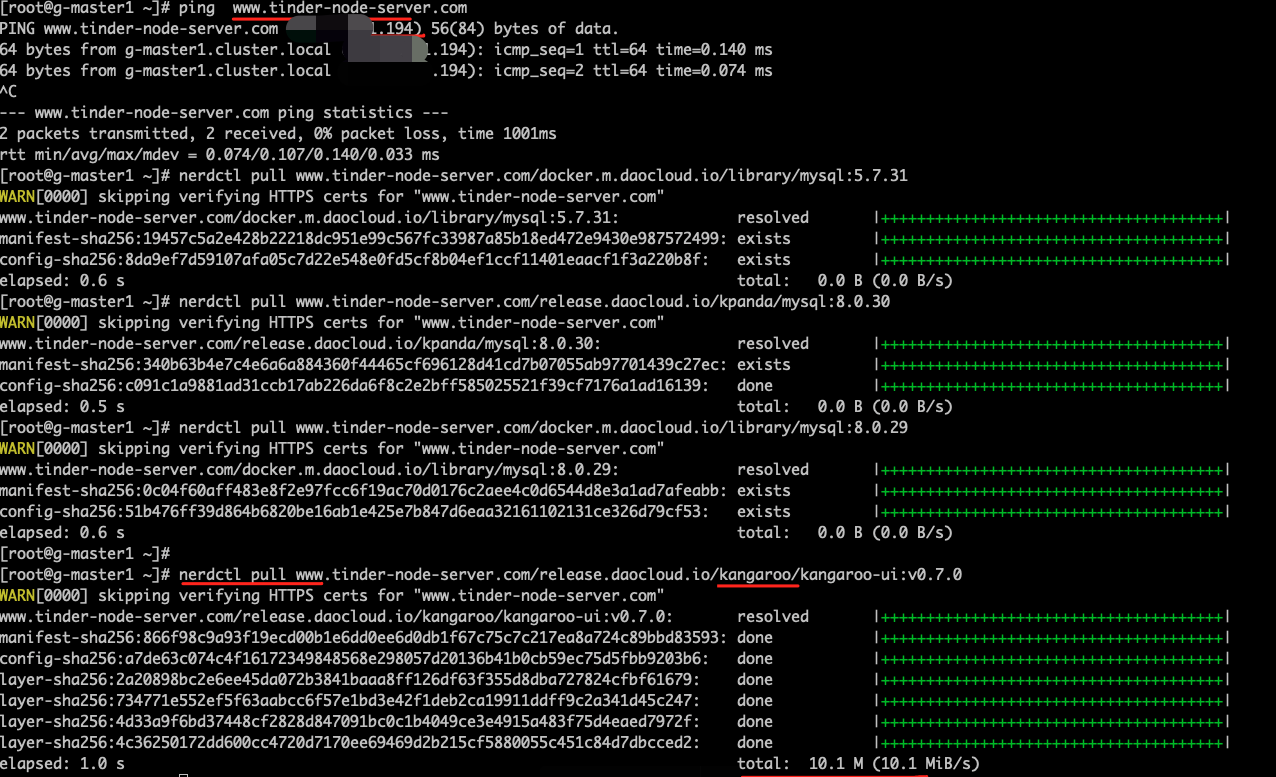 [root@g-master1 ~]# ping  www.tinder-node-server.com
PING www.tinder-node-server.com 1.194) 56(84) bytes of data.
64 bytes from g-master1.cluster.local 1.194): icmp_seq=1 ttl=64 time=0.140 ms
64 bytes from g-master1.cluster.local .194): icmp_seq=2 ttl=64 time=0.074 ms
^C
--- www.tinder-node-server.com ping statistics ---
2 packets transmitted, 2 received, 0% packet loss, time 1001ms
rtt min/avg/max/mdev = 0.074/0.107/0.140/0.033 ms
[root@g-master1 ~]# nerdctl pull www.tinder-node-server.com/docker.m.daocloud.io/library/mysql:5.7.31
WARN[0000] skipping verifying HTTPS certs for "www.tinder-node-server.com"
www.tinder-node-server.com/docker.m.daocloud.io/library/mysql:5.7.31: resolved |++++++++++++++++++++++++++++++++++++++|
manifest-sha256:19457c5a2e428b22218dc951e99c567fc33987a85b18ed472e9430e987572499: exists |++++++++++++++++++++++++++++++++++++++|
config-sha256:8da9ef7d59107afa05c7d22e548e0fd5cf8b04ef1ccf11401eaacf1f3a220b8f: exists |++++++++++++++++++++++++++++++++++++++|
elapsed: 0.6 s total: 0.0 B (0.0 B/s)
[root@g-master1 ~]# nerdctl pull www.tinder-node-server.com/release.daocloud.io/kpanda/mysql:8.0.30
WARN[0000] skipping verifying HTTPS certs for "www.tinder-node-server.com"
www.tinder-node-server.com/release.daocloud.io/kpanda/mysql:8.0.30: resolved |++++++++++++++++++++++++++++++++++++++|
manifest-sha256:340b63b4e7c4e6a6a884360f44465cf696128d41cd7b07055ab97701439c27ec: exists |++++++++++++++++++++++++++++++++++++++|
config-sha256:c091c1a9881ad31ccb17ab226da6f8c2e2bff585025521f39cf7176a1ad16139: done |++++++++++++++++++++++++++++++++++++++|
elapsed: 0.5 s total: 0.0 B (0.0 B/s)
[root@g-master1 ~]# nerdctl pull www.tinder-node-server.com/docker.m.daocloud.io/library/mysql:8.0.29
WARN[0000] skipping verifying HTTPS certs for "www.tinder-node-server.com"
www.tinder-node-server.com/docker.m.daocloud.io/library/mysql:8.0.29: resolved |++++++++++++++++++++++++++++++++++++++|
manifest-sha256:0c04f60aff483e8f2e97fcc6f19ac70d0176c2aee4c0d6544d8e3a1ad7afeabb: exists |++++++++++++++++++++++++++++++++++++++|
config-sha256:51b476ff39d864b6820be16ab1e425e7b847d6eaa32161102131ce326d79cf53: exists |++++++++++++++++++++++++++++++++++++++|
elapsed: 0.6 s total: 0.0 B (0.0 B/s)
[root@g-master1 ~]#
[root@g-master1 ~]# nerdctl pull www.tinder-node-server.com/release.daocloud.io/kangaroo/kangaroo-ui:v0.7.0
WARN[0000] skipping verifying HTTPS certs for "www.tinder-node-server.com"
www.tinder-node-server.com/release.daocloud.io/kangaroo/kangaroo-ui:v0.7.0: resolved |++++++++++++++++++++++++++++++++++++++|
manifest-sha256:866f98c9a93f19ecd00b1e6dd0ee6d0db1f67c75c7c217ea8a724c89bbd83593: done |++++++++++++++++++++++++++++++++++++++|
config-sha256:a7de63c074c4f16172349848568e298057d20136b41b0cb59ec75d5fbb9203b6: done |++++++++++++++++++++++++++++++++++++++|
layer-sha256:2a20898bc2e6ee45da072b3841baaa8ff126df63f355d8dba727824cfbf61679: done |++++++++++++++++++++++++++++++++++++++|
layer-sha256:734771e552ef5f63aabcc6f57e1bd3e42f1deb2ca19911ddff9c2a341d45c247: done |++++++++++++++++++++++++++++++++++++++|
layer-sha256:4d33a9f6bd37448cf2828d847091bc0c1b4049ce3e4915a483f75d4eaed7972f: done |++++++++++++++++++++++++++++++++++++++|
layer-sha256:4c36250172dd600cc4720d7170ee69469d2b215cf5880055c451c84d7dbcced2: done |++++++++++++++++++++++++++++++++++++++|
elapsed: 1.0 s total: 10.1 M (10.1 MiB/s)